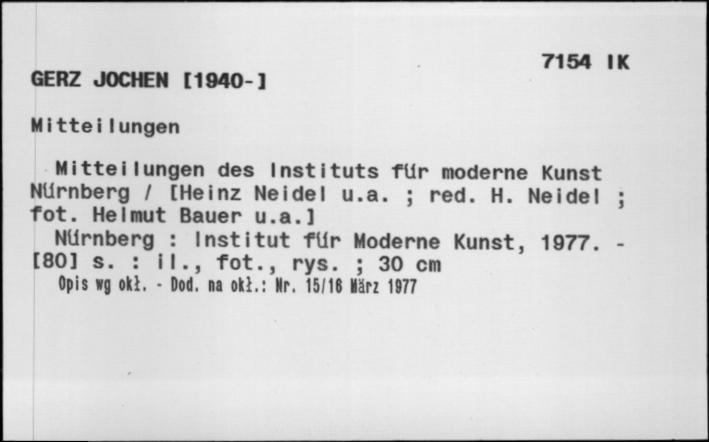 7154 IK
GERZ JOCHEN [1940-]
Mitteilungen
Mitteilungen des Instituts für moderne Kunst
Nürnberg / [Heinz Neidel u.a. ; red. H. Neidel ;
fot. Helmut Bauer u.a.]
Nürnberg : Institut für Moderne Kunst, 1977. -
[80] s. : il., fot., rys. ; 30 cm
Opis wg okł. - Dod. na okł.: Nr. 15/16 März 1977